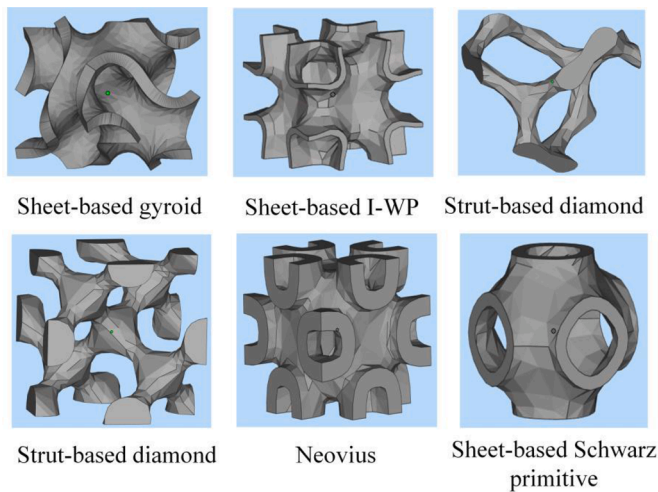 Sheet-based gyroid
Sheet-based I-WP
Strut-based diamond
Strut-based diamond
Neovius
Sheet-based Schwarz
primitive